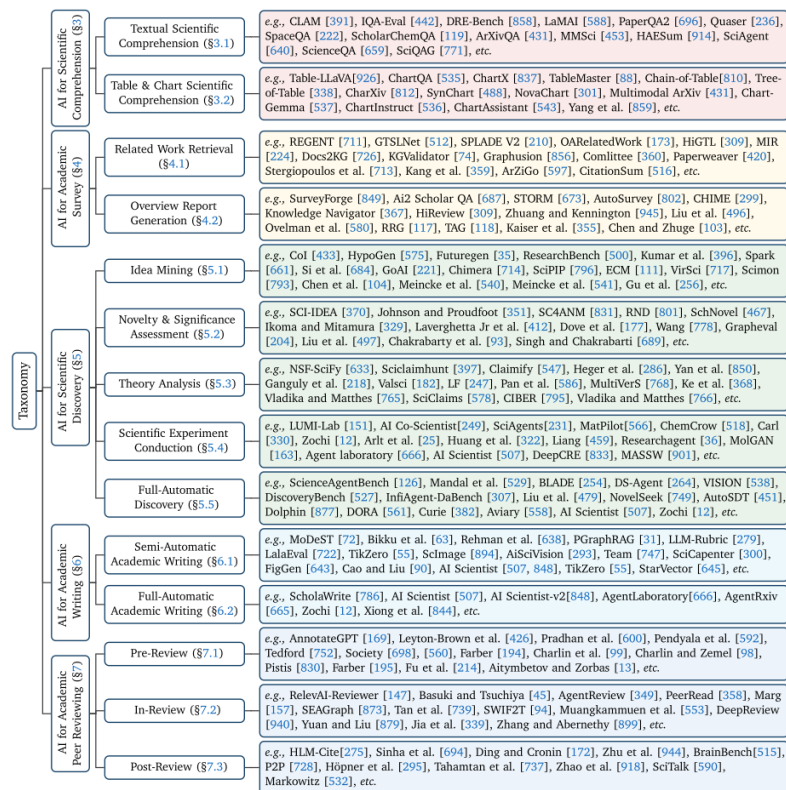 Taxonomy
AI for Scientific
Comprehension (§3)
Textual Scientific
Comprehension (§3.1)
e.g., CLAM [391], IQA-Eval [442], DRE-Bench [858], LaMAI [588], PaperQA2 [696], Quaser [236],
SpaceQA [222], ScholarChemQA [119], ArXivQA [431], MMSci [453], HAESum [914], SciAgent
[640], ScienceQA [659], SciQAG [771], etc.
Table & Chart Scientific
Comprehension (§3.2)
e.g., Table-LLaVA[926], ChartQA [535], ChartX [837], TableMaster [88], Chain-of-Table[810], Tree-
of-Table [338], CharXiv [812], SynChart [488], NovaChart [301], Multimodal ArXiv [431], Chart-
Gemma [537], ChartInstruct [536], ChartAssistant [543], Yang et al. [859], etc.
AI for Academic
Survey (§4)
Related Work Retrieval
(§4.1)
e.g., REGENT [711], GTSLNet [512], SPLADE V2 [210], OARelatedWork [173], HiGTL [309], MIR
[224], Docs2KG [726], KGValidator [74], Graphusion [856], Comlittee [360], Paperweaver [420],
Stergiopoulos et al. [713], Kang et al. [359], ArZiGo [597], CitationSum [516], etc.
Overview Report
Generation (§4.2)
e.g., SurveyForge [849], Ai2 Scholar QA [687], STORM [673], AutoSurvey [802], CHIME [299],
Knowledge Navigator [367], HiReview [309], Zhuang and Kennington [945], Liu et al. [496],
Ovelman et al. [580], RRG [117], TAG [118], Kaiser et al. [355], Chen and Zhuge [103], etc.
AI for Scientific
Discovery (§5)
Idea Mining (§5.1)
e.g., CoI [433], HypoGen [575], Futuregen [35], ResearchBench [500], Kumar et al. [396], Spark
[661], Si et al. [684], GoAI [221], Chimera [714], SciPIP [796], ECM [111], VirSci [717], Scimon
[793], Chen et al. [104], Meincke et al. [540], Meincke et al. [541], Gu et al. [256], etc.
Novelty & Significance
Assessment (§5.2)
e.g., SCI-IDEA [370], Johnson and Proudfoot [351], SC4ANM [831], RND [801], SchNovel [467],
Ikoma and Mitamura [329], Laverghetta Jr et al. [412], Dove et al. [177], Wang [778], Grapheval
[204], Liu et al. [497], Chakrabarty et al. [93], Singh and Chakrabarti [689], etc.
Theory Analysis (§5.3)
e.g., NSF-SciFy [633], Sciclaimhunt [397], Claimify [547], Heger et al. [286], Yan et al. [850],
Ganguly et al. [218], Valsci [182], LF [247], Pan et al. [586], MultiVerS [768], Ke et al. [368],
Vladika and Matthes [765], SciClaims [578], CIBER [795], Vladika and Matthes [766], etc.
Scientific Experiment
Conduction (§5.4)
e.g., LUMI-Lab [151], AI Co-Scientist[249], SciAgents[231], MatPilot[566], ChemCrow [518], Carl
[330], Zochi [12], Arlt et al. [25], Huang et al. [322], Liang [459], Researchagent [36], MolGAN
[163], Agent laboratory [666], AI Scientist [507], DeepCRE [833], MASSW [901], etc.
Full-Automatic
Discovery (§5.5)
e.g., ScienceAgentBench [126], Mandal et al. [529], BLADE [254], DS-Agent [264], VISION [538],
DiscoveryBench [527], InfiAgent-DaBench [307], Liu et al. [479], NovelSeek [749], AutoSDT [451],
Dolphin [877], DORA [561], Curie [382], Aviary [558], AI Scientist [507], Zochi [12], etc.
AI for Academic
Writing (§6)
Semi-Automatic
Academic Writing (§6.1)
e.g., MoDeST [72], Bikku et al. [63], Rehman et al. [638], PGraphRAG [31], LLM-Rubric [279],
LalaEval [722], TikZero [55], ScImage [894], AiSciVision [293], Team [747], SciCapenter [300],
FigGen [643], Cao and Liu [90], AI Scientist [507, 848], TikZero [55], StarVector [645], etc.
Full-Automatic
Academic Writing (§6.2)
e.g., ScholaWrite [786], AI Scientist [507], AI Scientist-v2[848], AgentLaboratory[666], AgentRxiv
[665], Zochi [12], Xiong et al. [844], etc.
AI for Academic
Peer Reviewing (§7)
Pre-Review (§7.1)
e.g., AnnotateGPT [169], Leyton-Brown et al. [426], Pradhan et al. [600], Pendyala et al. [592],
Tedford [752], Society [698], [560], Farber [194], Charlin et al. [99], Charlin and Zemel [98],
Pistis [830], Farber [195], Fu et al. [214], Aitymbetov and Zorbas [13], etc.
In-Review (§7.2)
e.g., RelevAI-Reviewer [147], Basuki and Tsuchiya [45], AgentReview [349], PeerRead [358], Marg
[157], SEAGraph [873], Tan et al. [739], SWIF2T [94], Muangkammuen et al. [553], DeepReview
[940], Yuan and Liu [879], Jia et al. [339], Zhang and Abernethy [899], etc.
Post-Review (§7.3)
e.g., HLM-Cite[275], Sinha et al. [694], Ding and Cronin [172], Zhu et al. [944], BrainBench[515],
P2P [728], Höpner et al. [295], Tahamtan et al. [737], Zhao et al. [918], SciTalk [590],
Markowitz [532], etc.